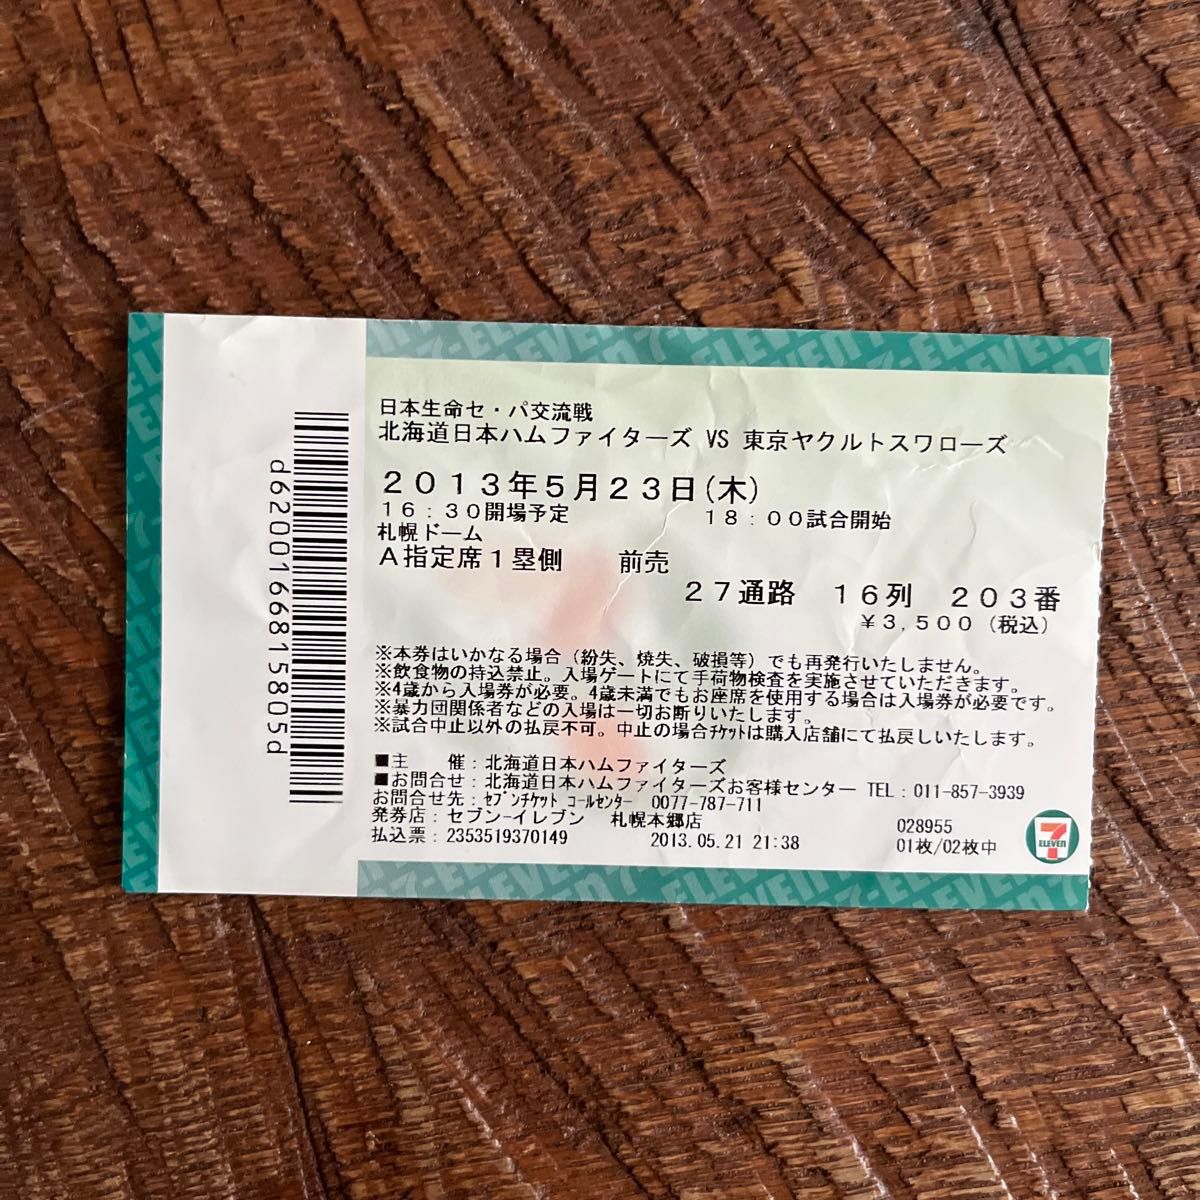 日本生命セ・パ交流戦
北海道日本ハムファイターズ VS 東京ヤクルトスワローズ
2013年5月23日(木)
16:30開場予定 18:00試合開始
札幌ドーム
A指定席1塁側 前売
27通路 16列 203番
¥3,500(税込)
※本券はいかなる場合(紛失、焼失、破損等)でも再発行いたしません。
※飲食物の持込禁止。入場ゲートにて手荷物検査を実施させていただきます。
※4歳から入場券が必要。4歳未満でもお座席を使用する場合は入場券が必要です。
※暴力団関係者などの入場は一切お断りいたします。
※試合中止以外の払戻不可。中止の場合ﾁｹｯﾄは購入店舗にて払戻しいたします。
■主 催:北海道日本ハムファイターズ
■お問合せ:北海道日本ハムファイターズお客様センター TEL:011-857-3939
お問合せ先:ｾﾌﾞﾝﾁｹｯﾄ ｺｰﾙｾﾝﾀｰ 0077-787-711
発券店:セブン-イレブン 札幌本郷店 028955
払込票:2353519370149 2013.05.21 21:38 01枚/02枚中
7 ELEVEN
d6200166815805d